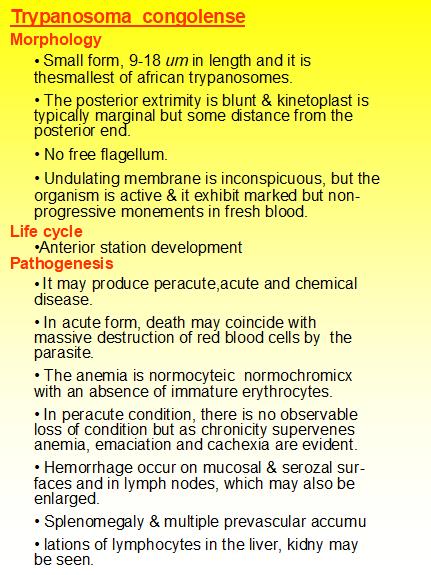 Trypanosoma congolense
Morphology
• Small form, 9-18 um in length and it is
thesmallest of african trypanosomes.
• The posterior extrimity is blunt & kinetoplast is
typically marginal but some distance from the
posterior end.
• No free flagellum.
• Undulating membrane is inconspicuous, but the
organism is active & it exhibit marked but non-
progressive monements in fresh blood.
Life cycle
•Anterior station development
Pathogenesis
• It may produce peracute,acute and chemical
disease.
• In acute form, death may coincide with
massive destruction of red blood cells by the
parasite.
• The anemia is normocyteic normochromicx
with an absence of immature erythrocytes.
• In peracute condition, there is no observable
loss of condition but as chronicity supervenes
anemia, emaciation and cachexia are evident.
• Hemorrhage occur on mucosal & serozal sur-
faces and in lymph nodes, which may also be
enlarged.
• Splenomegaly & multiple prevascular accumu
• lations of lymphocytes in the liver, kidny may
be seen.